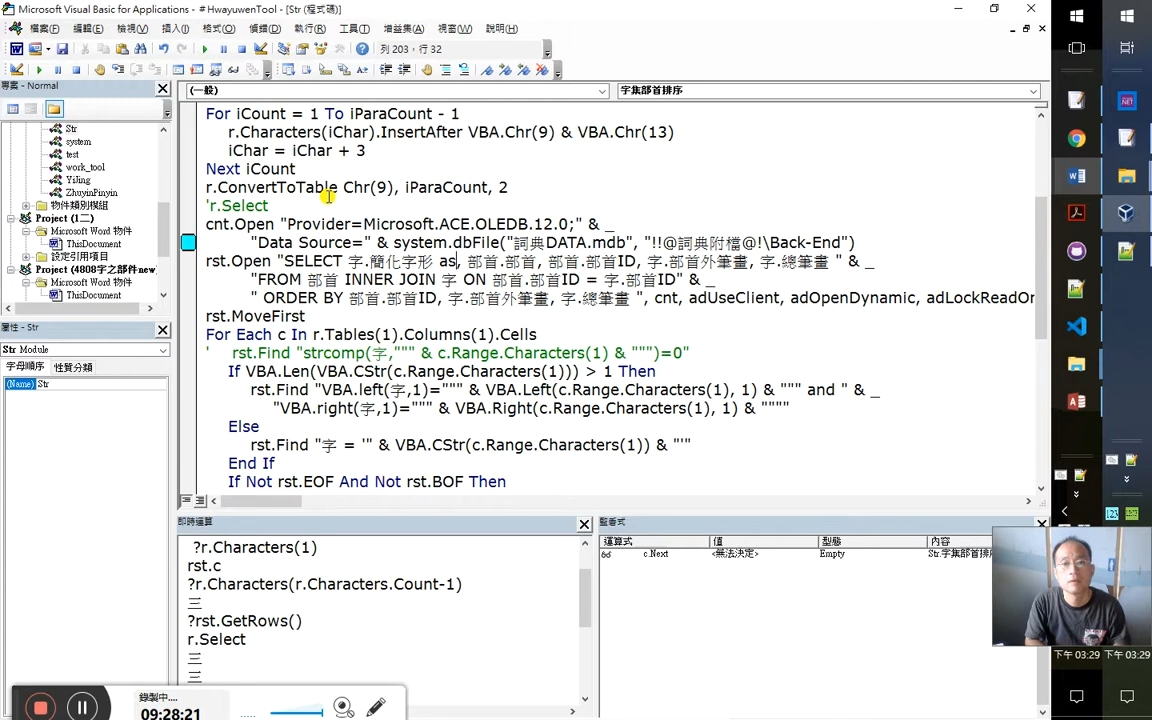 Microsoft Visual Basic for Applications - # HwayuwenTool - [Str (程式碼)]
檔案(F) 編輯(E) 檢視(V) 插入(I) 格式(O) 偵錯(D) 執行(R) 工具(T) 增益集(A) 視窗(W) 說明(H)
列 203，行 32
專案 - Normal
(一般)
字集部首排序
Str
system
test
work_tool
YiJing
ZhuyinPinyin
物件類別模組
Project (1二)
Microsoft Word 物件
ThisDocument
設定引用項目
Project (4808字之部件new)
Microsoft Word 物件
ThisDocument
屬性 - Str
Str Module
字母順序 性質分類
(Name) Str
For iCount = 1 To iParaCount - 1
r.Characters(iChar).InsertAfter VBA.Chr(9) & VBA.Chr(13)
iChar = iChar + 3
Next iCount
r.ConvertToTable Chr(9), iParaCount, 2
'r.Select
cnt.Open "Provider=Microsoft.ACE.OLEDB.12.0;" & _
"Data Source=" & system.dbFile("詞典DATA.mdb", "!!@詞典附檔@!\Back-End")
rst.Open "SELECT 字.簡化字形 as, 部首.部首, 部首.部首ID, 字.部首外筆畫, 字.總筆畫 " & _
"FROM 部首 INNER JOIN 字 ON 部首.部首ID = 字.部首ID" & _
" ORDER BY 部首.部首ID, 字.部首外筆畫, 字.總筆畫 ", cnt, adUseClient, adOpenDynamic, adLockReadOn
rst.MoveFirst
For Each c In r.Tables(1).Columns(1).Cells
' rst.Find "strcomp(字,""" & c.Range.Characters(1) & """)=0"
If VBA.Len(VBA.CStr(c.Range.Characters(1))) > 1 Then
rst.Find "VBA.left(字,1)=""" & VBA.Left(c.Range.Characters(1), 1) & """ and " & _
"VBA.right(字,1)=""" & VBA.Right(c.Range.Characters(1), 1) & """"
Else
rst.Find "字 = '" & VBA.CStr(c.Range.Characters(1)) & "'"
End If
If Not rst.EOF And Not rst.BOF Then
即時運算
?r.Characters(1)
rst.c
?r.Characters(r.Characters.Count-1)
三
?rst.GetRows()
r.Select
三
三
監看式
運算式 值 型態 內容
c.Next <無法決定> Empty Str.字集部首排序
錄製中....
09:28:21
下午 03:29 下午 03:29